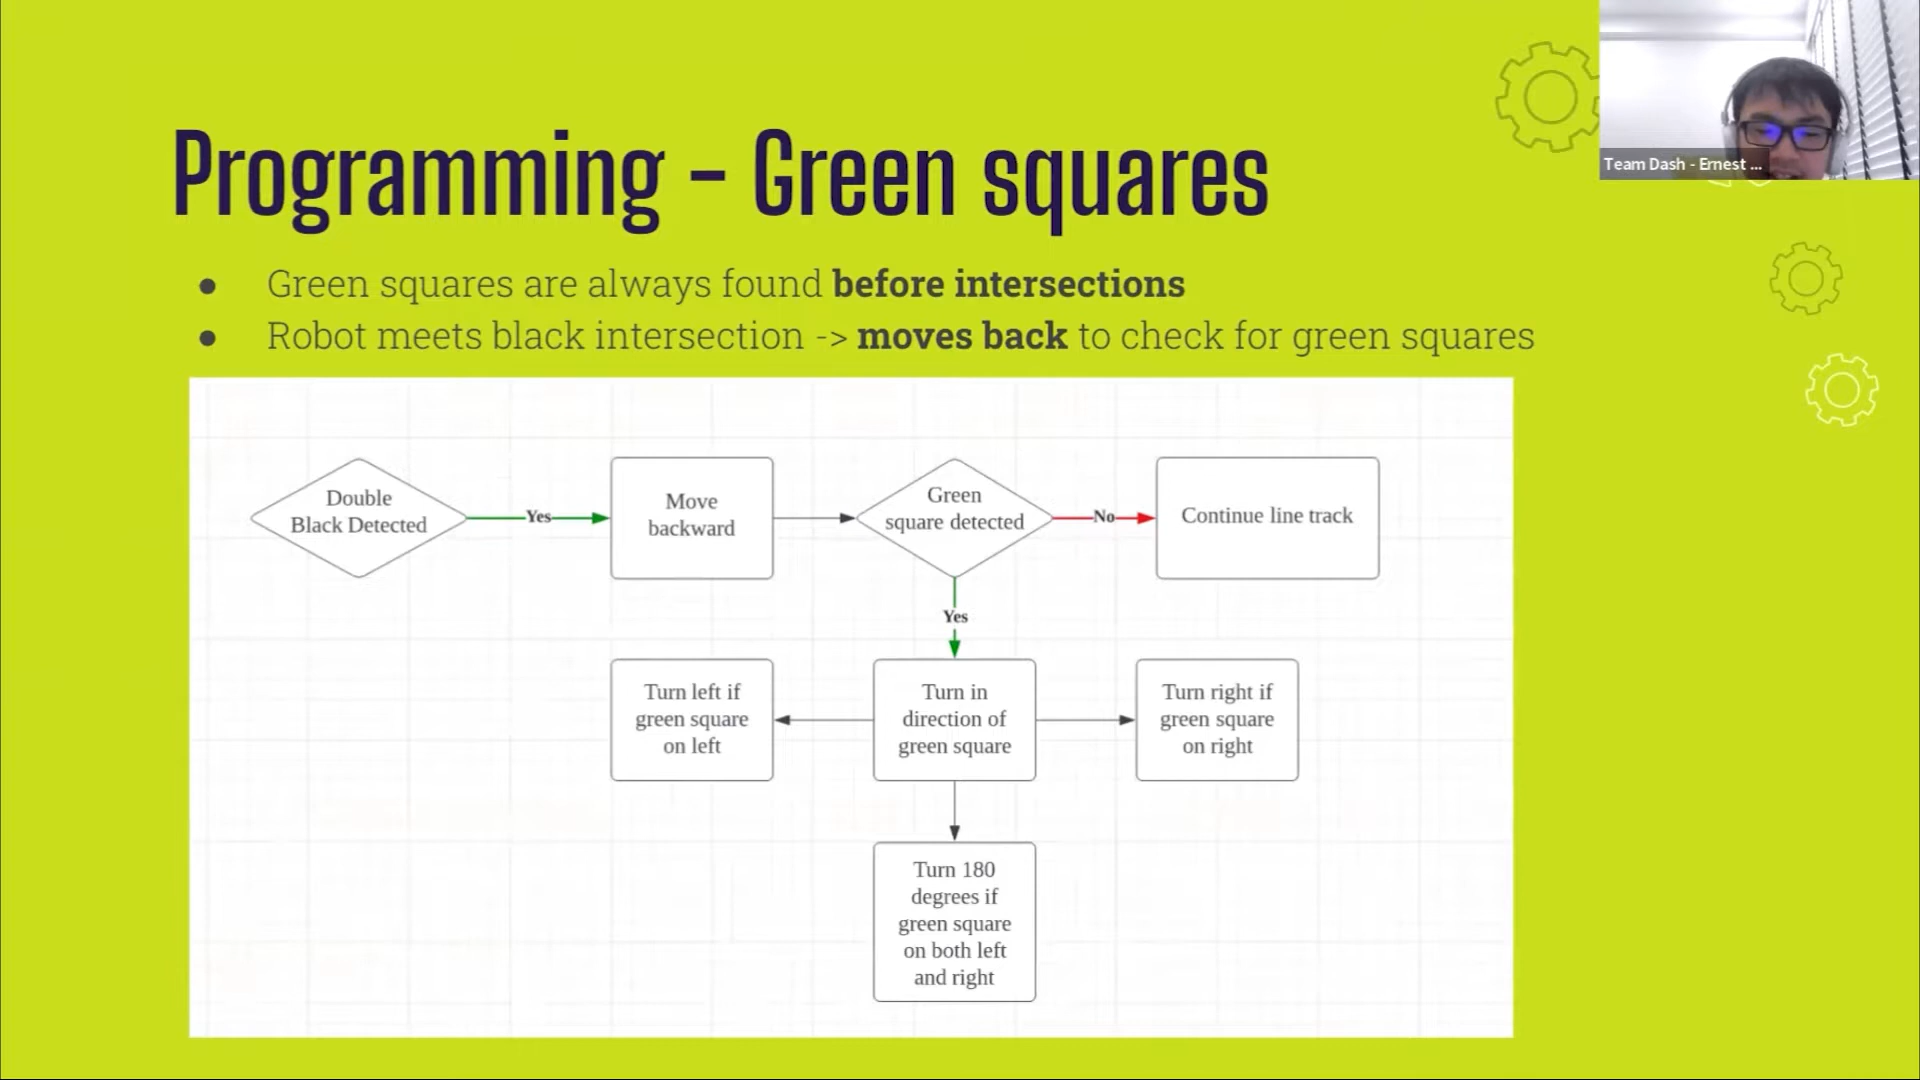 Programming - Green squares
Team Dash - Ernest ...
● Green squares are always found before intersections
● Robot meets black intersection -> moves back to check for green squares
Double
Black Detected
Yes
Move
backward
Green
square detected
No
Continue line track
Yes
Turn left if
green square
on left
Turn in
direction of
green square
Turn right if
green square
on right
Turn 180
degrees if
green square
on both left
and right